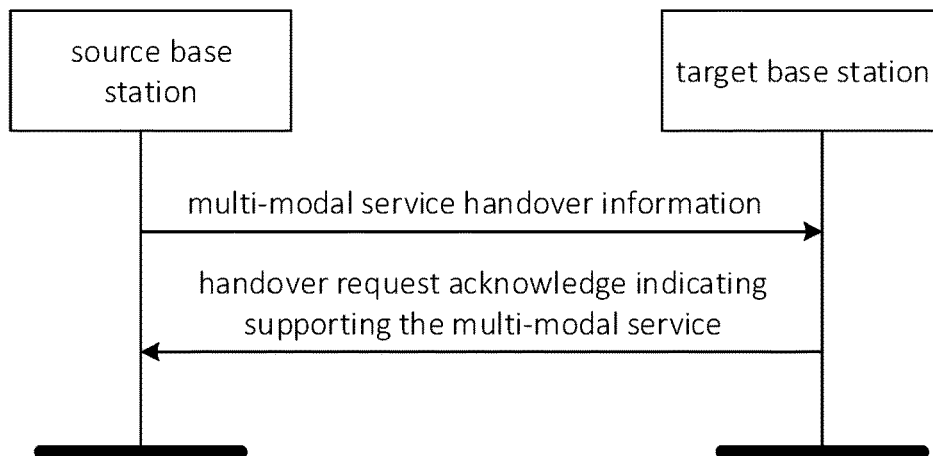 source base
station
target base station
multi-modal service handover information
handover request acknowledge indicating
supporting the multi-modal service